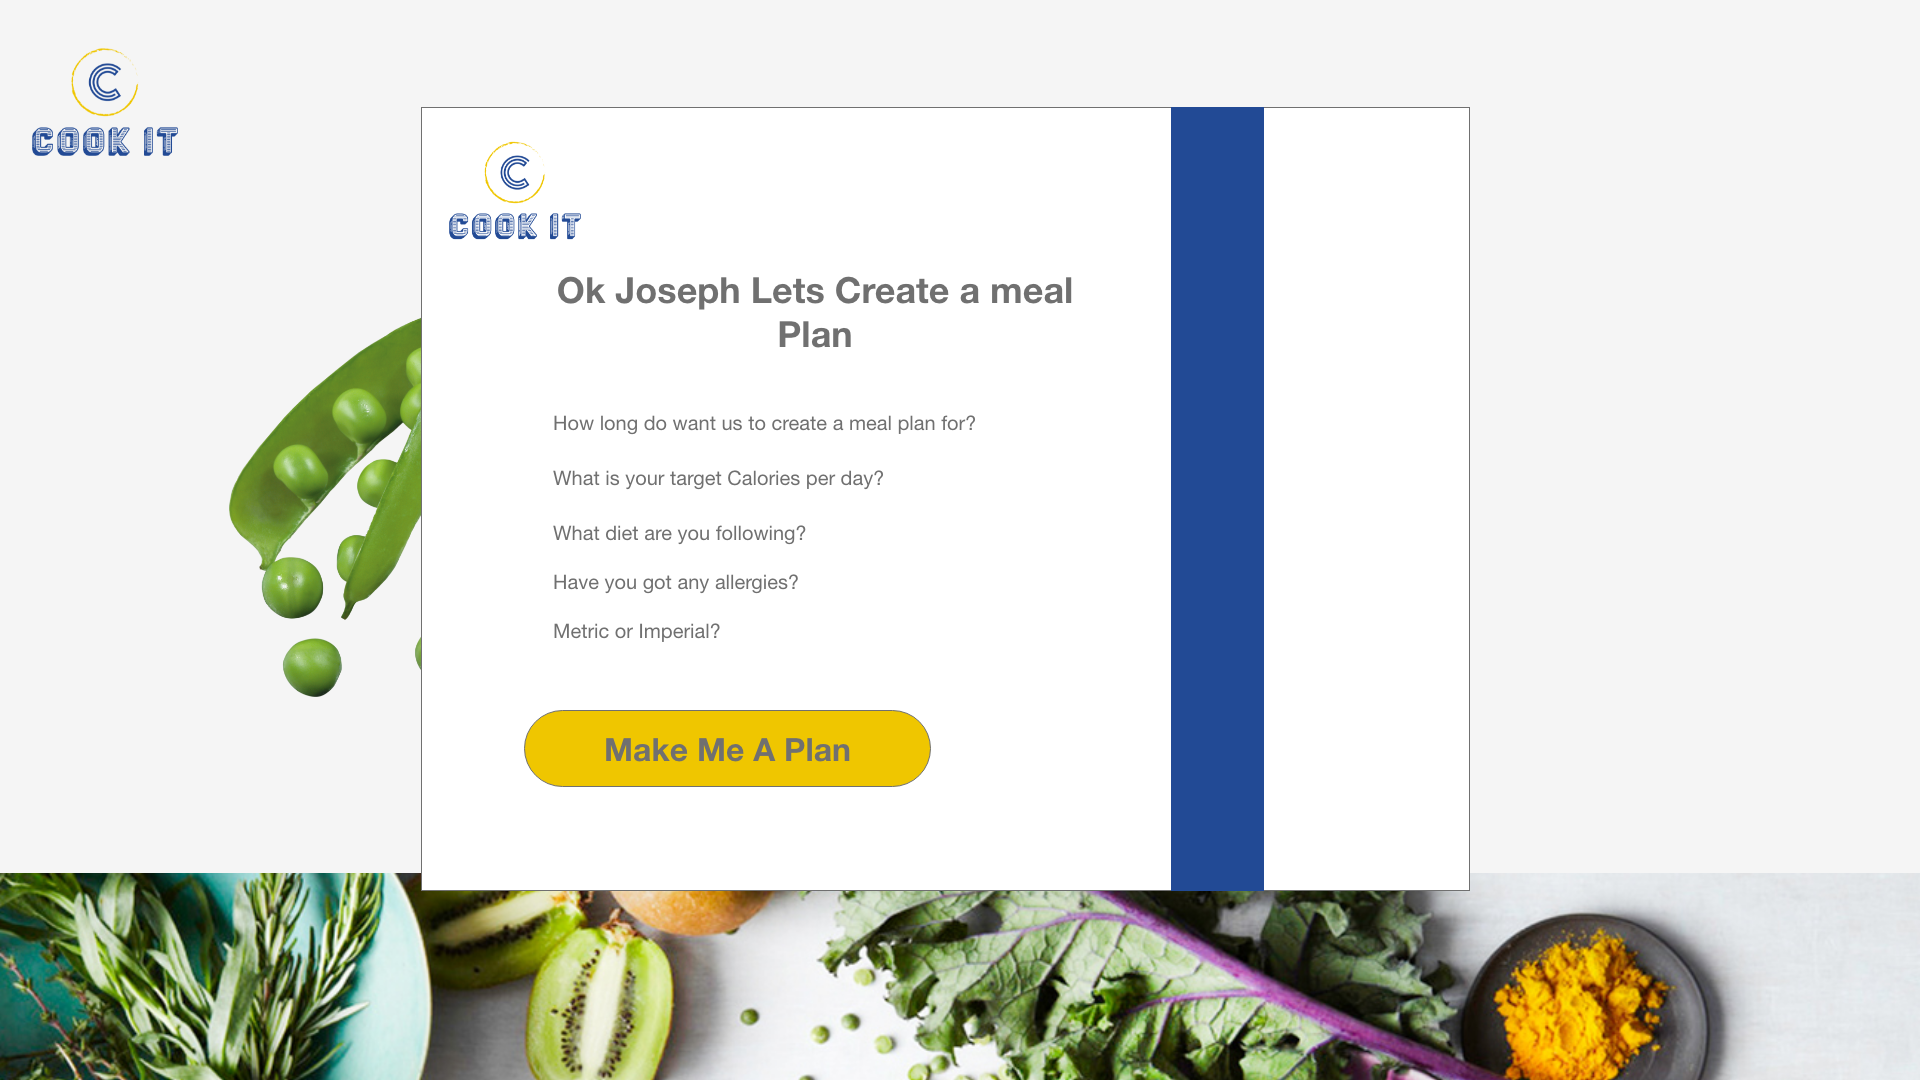 C
COOK IT
C
COOK IT
Ok Joseph Lets Create a meal
Plan
How long do want us to create a meal plan for?
What is your target Calories per day?
What diet are you following?
Have you got any allergies?
Metric or Imperial?
Make Me A Plan